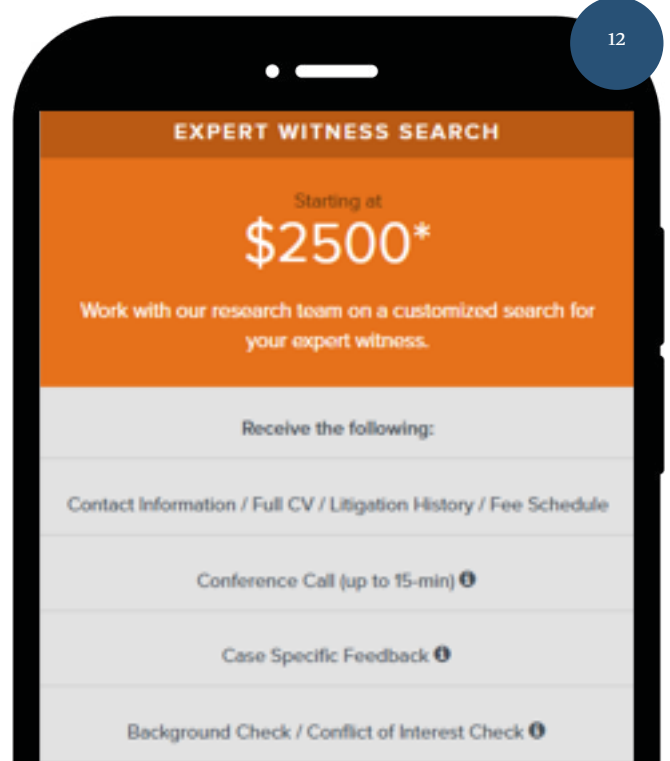 12
EXPERT WITNESS SEARCH
Starting at
$2500*
Work with our research team on a customized search for
your expert witness.
Receive the following:
Contact Information / Full CV / Litigation History / Fee Schedule
Conference Call (up to 15-min)
Case Specific Feedback
Background Check / Conflict of Interest Check